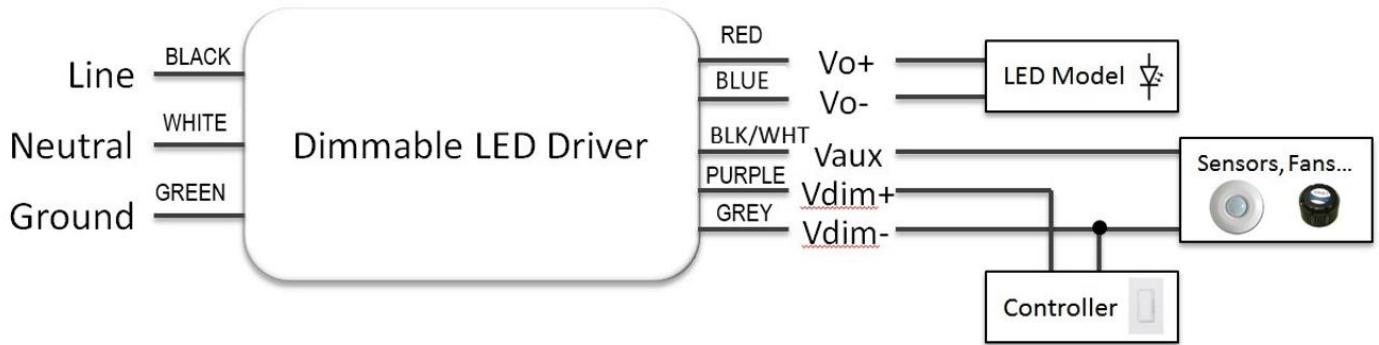 BLACK
Line
WHITE
Neutral
GREEN
Ground
Dimmable LED Driver
RED
Vo+
BLUE
Vo-
BLK/WHT
Vaux
PURPLE
Vdim+
GREY
Vdim-
LED Model
Sensors, Fans...
Controller